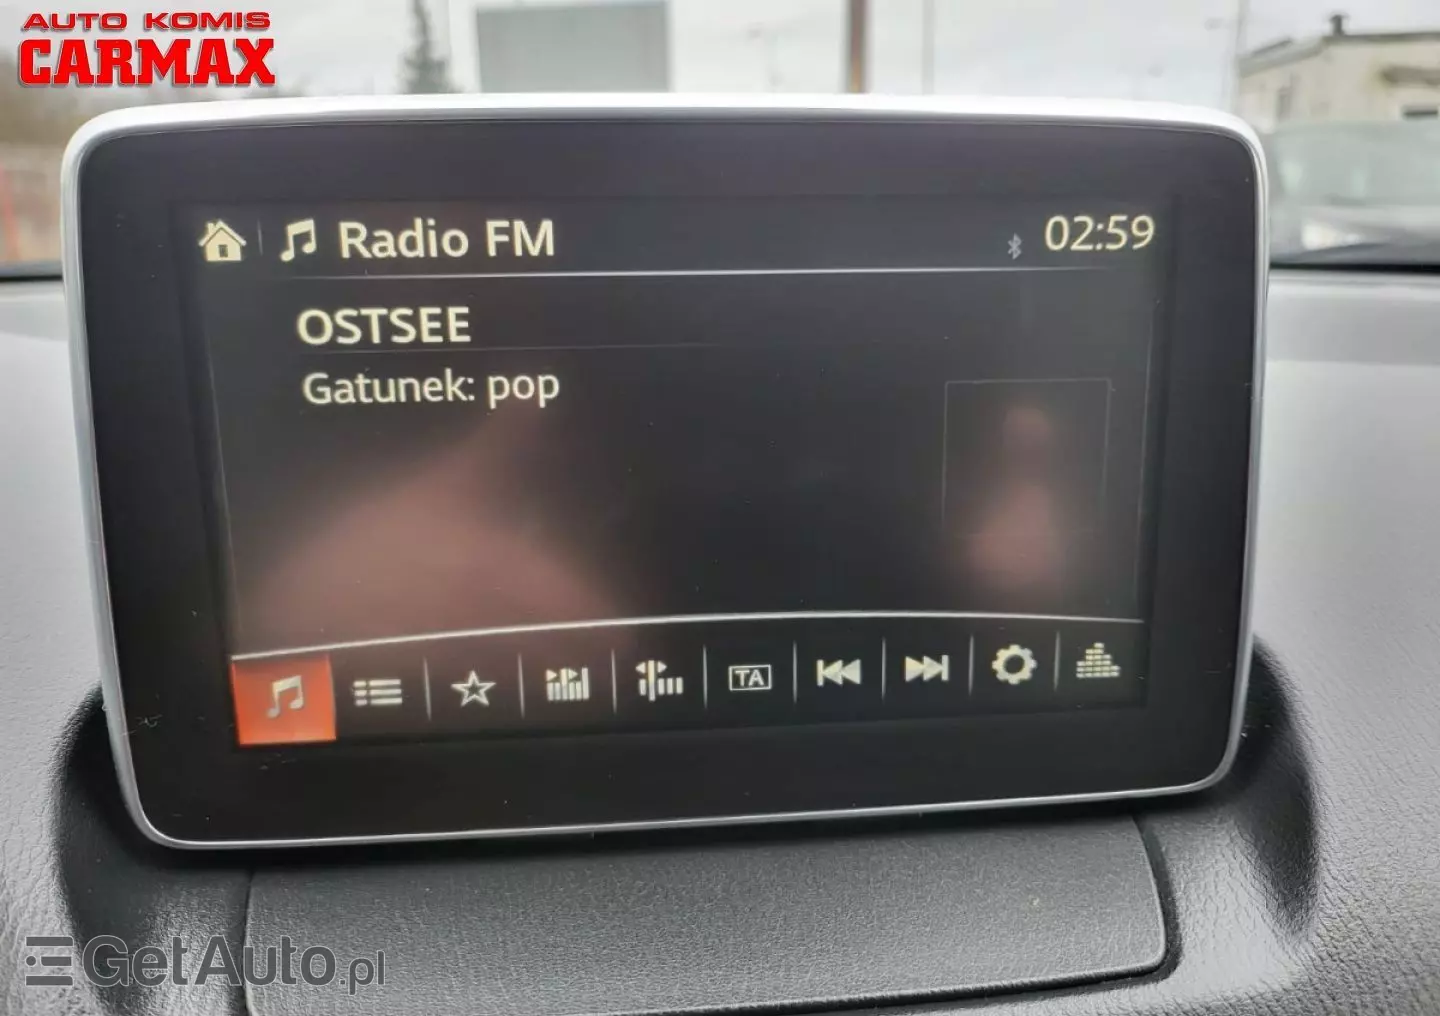 AUTO KOMIS
CARMAX
Radio FM
02:59
OSTSEE
Gatunek: pop
TA
GetAuto.pl